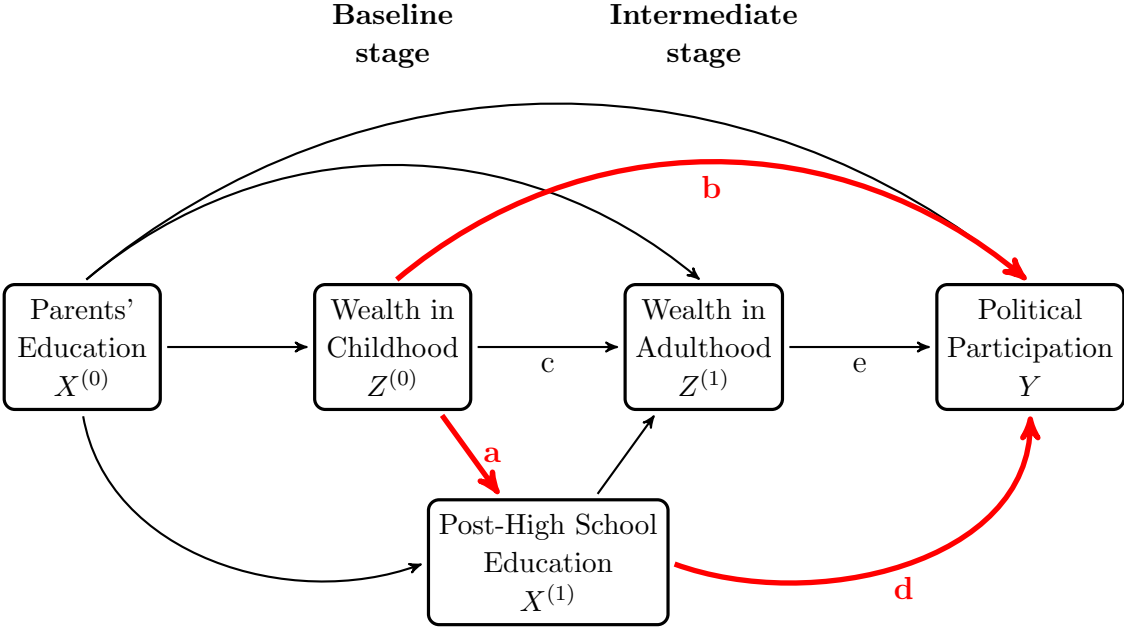 Baseline
stage
Intermediate
stage
b
Parents'
Education
X^(0)
Wealth in
Childhood
Z^(0)
c
Wealth in
Adulthood
Z^(1)
e
Political
Participation
Y
a
Post-High School
Education
X^(1)
d